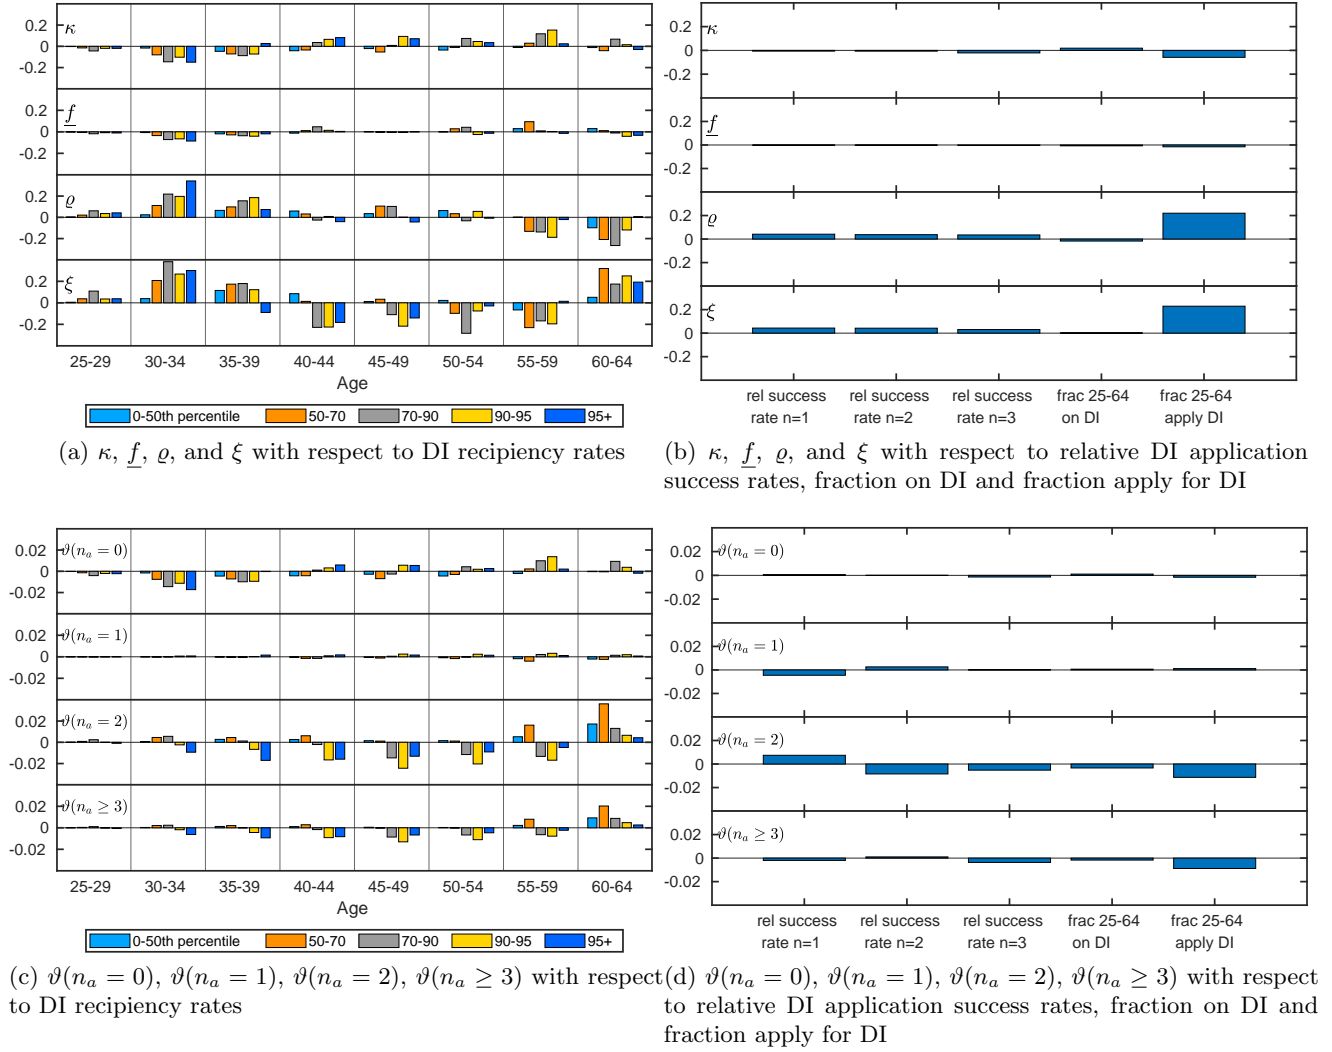 0.2
κ
0
-0.2
0.2
f
0
-0.2
0.2
ϱ
0
-0.2
0.2
ξ
0
-0.2
25-29 30-34 35-39 40-44 45-49 50-54 55-59 60-64
Age
0-50th percentile 50-70 70-90 90-95 95+
(a) κ, f, ϱ, and ξ with respect to DI recipiency rates
0.2
κ
0
-0.2
0.2
f
0
-0.2
0.2
ϱ
0
-0.2
0.2
ξ
0
-0.2
rel success rel success rel success frac 25-64 frac 25-64
rate n=1 rate n=2 rate n=3 on DI apply DI
(b) κ, f, ϱ, and ξ with respect to relative DI application
success rates, fraction on DI and fraction apply for DI
0.02 ϑ(nₐ = 0)
0
-0.02
0.02 ϑ(nₐ = 1)
0
-0.02
0.02 ϑ(nₐ = 2)
0
-0.02
0.02 ϑ(nₐ ≥ 3)
0
-0.02
25-29 30-34 35-39 40-44 45-49 50-54 55-59 60-64
Age
0-50th percentile 50-70 70-90 90-95 95+
(c) ϑ(nₐ = 0), ϑ(nₐ = 1), ϑ(nₐ = 2), ϑ(nₐ ≥ 3) with respect
to DI recipiency rates
0.02 ϑ(nₐ = 0)
0
-0.02
0.02 ϑ(nₐ = 1)
0
-0.02
0.02 ϑ(nₐ = 2)
0
-0.02
0.02 ϑ(nₐ ≥ 3)
0
-0.02
rel success rel success rel success frac 25-64 frac 25-64
rate n=1 rate n=2 rate n=3 on DI apply DI
(d) ϑ(nₐ = 0), ϑ(nₐ = 1), ϑ(nₐ = 2), ϑ(nₐ ≥ 3) with respect
to relative DI application success rates, fraction on DI and
fraction apply for DI